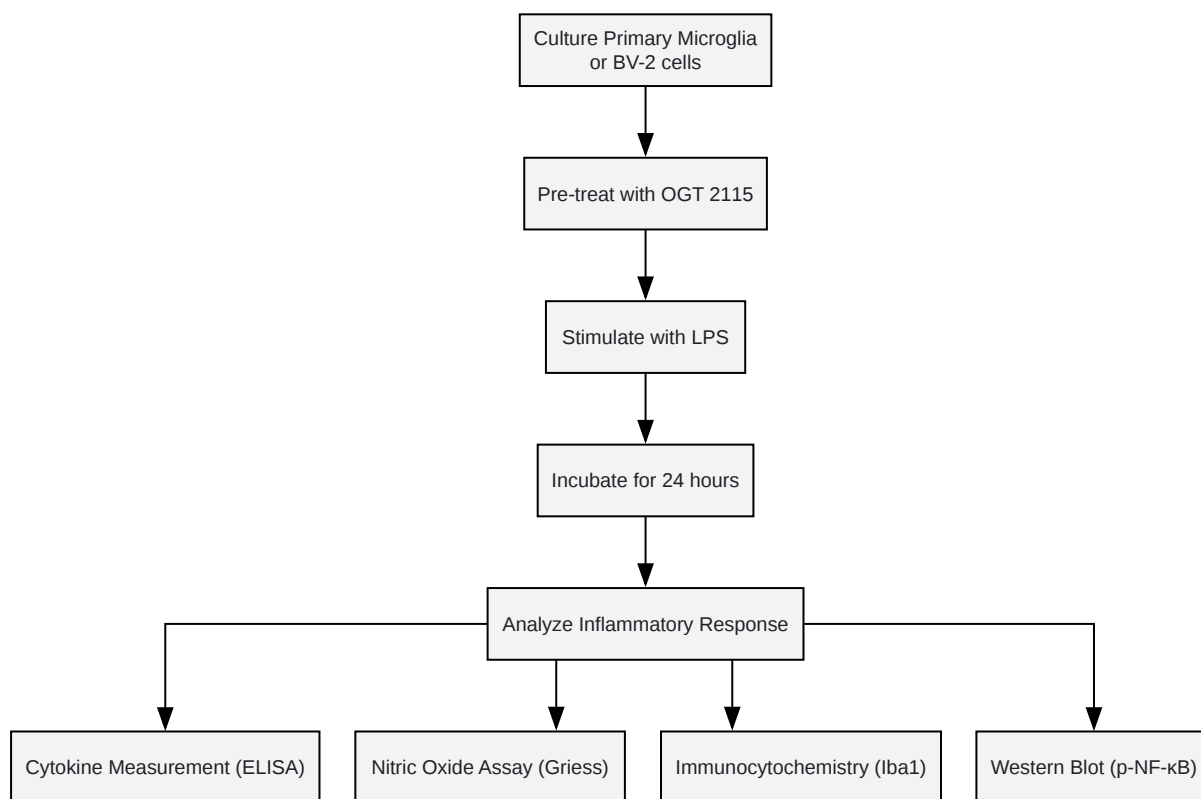 Culture Primary Microglia
or BV-2 cells
Pre-treat with OGT 2115
Stimulate with LPS
Incubate for 24 hours
Analyze Inflammatory Response
Cytokine Measurement (ELISA)
Nitric Oxide Assay (Griess)
Immunocytochemistry (Iba1)
Western Blot (p-NF-κB)